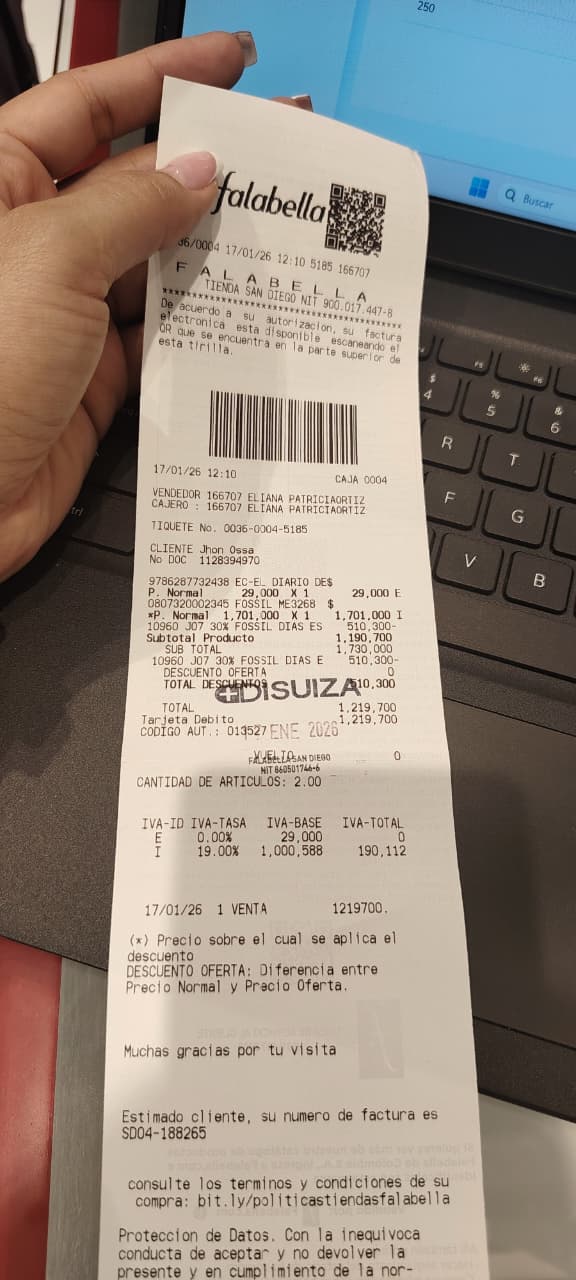 250
Buscar
falabella
36/0004 17/01/26 12:10 5185 166707
F A L A B E L L A
TIENDA SAN DIEGO NIT 900.017.447-8
****************************************
De acuerdo a su autorizacion, su factura
electronica esta disponible escaneando el
QR que se encuentra en la parte superior de
esta tirilla.
17/01/26 12:10 CAJA 0004
VENDEDOR 166707 ELIANA PATRICIAORTIZ
CAJERO : 166707 ELIANA PATRICIAORTIZ
TIQUETE No. 0036-0004-5185
CLIENTE Jhon Ossa
No DOC 1128394970
9786287732438 EC-EL DIARIO DE$
P. Normal 29,000 X 1 29,000 E
0807320002345 FOSSIL ME3268 $
*P. Normal 1,701,000 X 1 1,701,000 I
10960 J07 30% FOSSIL DIAS ES 510,300-
Subtotal Producto 1,190,700
SUB TOTAL 1,730,000
10960 J07 30% FOSSIL DIAS E 510,300-
DESCUENTO OFERTA 0
TOTAL DESCUENTOS 510,300
DISUIZA
TOTAL 1,219,700
Tarjeta Debito 1,219,700
CODIGO AUT.: 013527
ENE 2026
VUELTO 0
FALABELLA SAN DIEGO
NIT 860501746-6
CANTIDAD DE ARTICULOS: 2.00
IVA-ID IVA-TASA IVA-BASE IVA-TOTAL
E 0.00% 29,000 0
I 19.00% 1,000,588 190,112
17/01/26 1 VENTA 1219700.
(*) Precio sobre el cual se aplica el
descuento
DESCUENTO OFERTA: Diferencia entre
Precio Normal y Precio Oferta.
Muchas gracias por tu visita
Estimado cliente, su numero de factura es
SD04-188265
consulte los terminos y condiciones de su
compra: bit.ly/politicastiendasfalabella
Proteccion de Datos. Con la inequivoca
conducta de aceptar y no devolver la
presente y en cumplimiento de la nor-
4
5
6
R
T
F
G
V
B